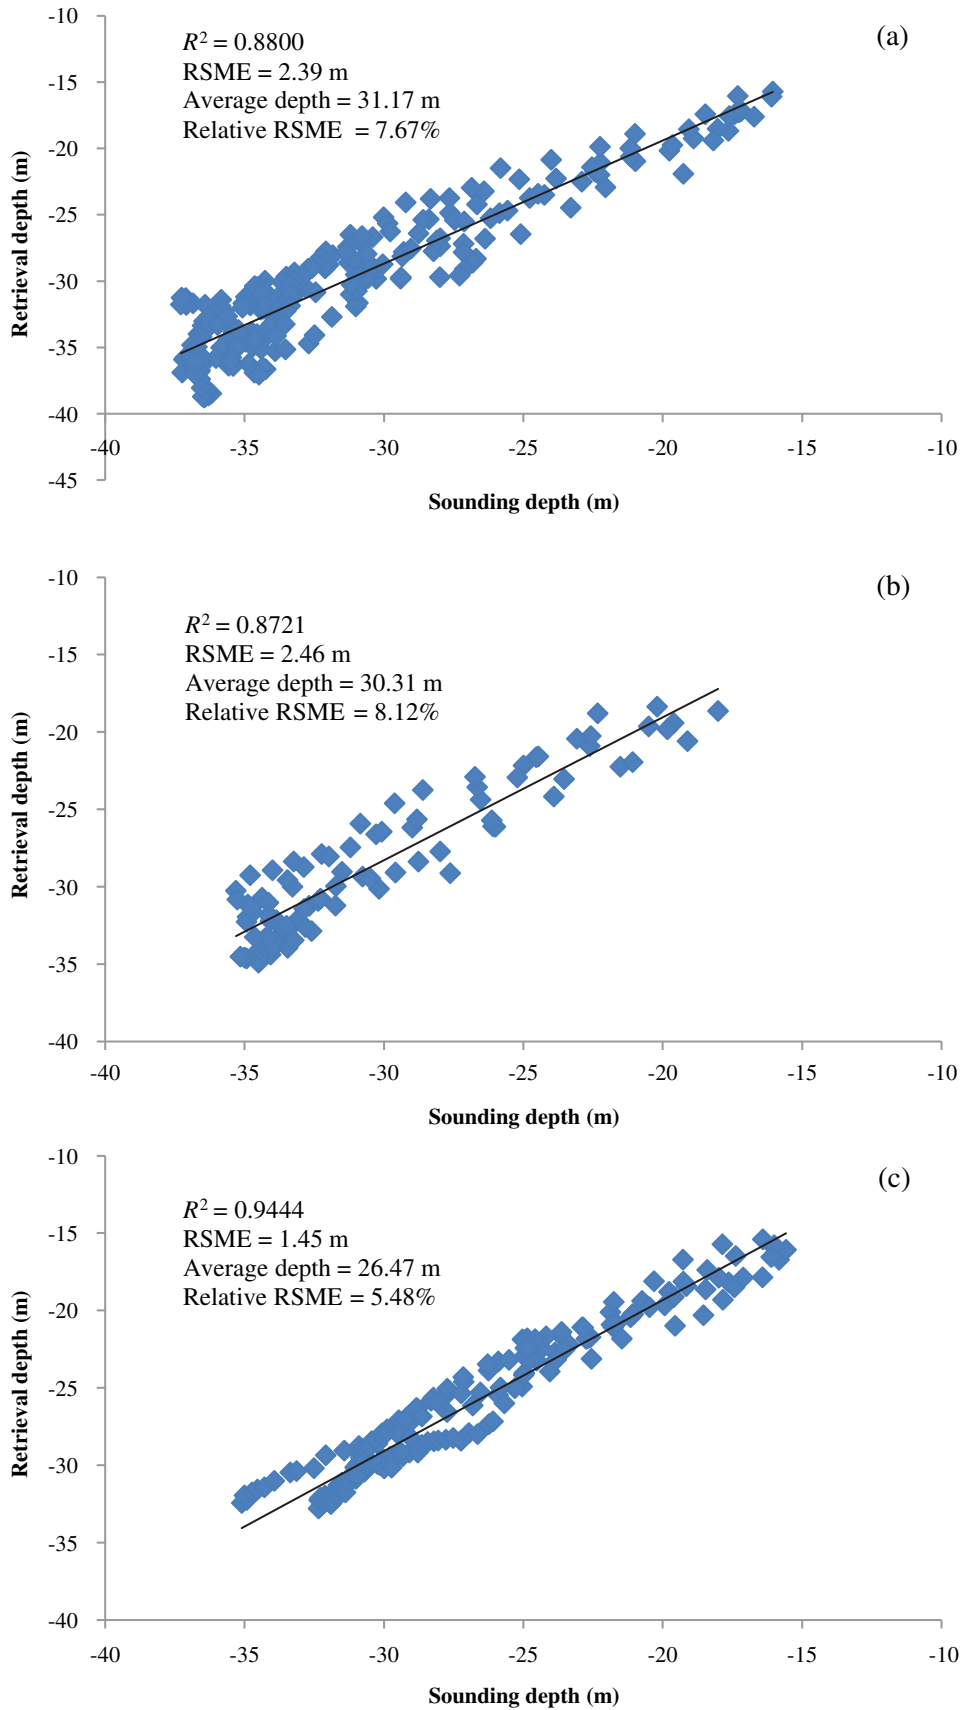 -10
(a)
R² = 0.8800
RSME = 2.39 m
Average depth = 31.17 m
Relative RSME = 7.67%
-15
-20
-25
-30
-35
-40
-45
Retrieval depth (m)
-40 -35 -30 -25 -20 -15 -10
Sounding depth (m)
-10
(b)
R² = 0.8721
RSME = 2.46 m
Average depth = 30.31 m
Relative RSME = 8.12%
-15
-20
-25
-30
-35
-40
Retrieval depth (m)
-40 -35 -30 -25 -20 -15 -10
Sounding depth (m)
-10
(c)
R² = 0.9444
RSME = 1.45 m
Average depth = 26.47 m
Relative RSME = 5.48%
-15
-20
-25
-30
-35
-40
Retrieval depth (m)
-40 -35 -30 -25 -20 -15 -10
Sounding depth (m)